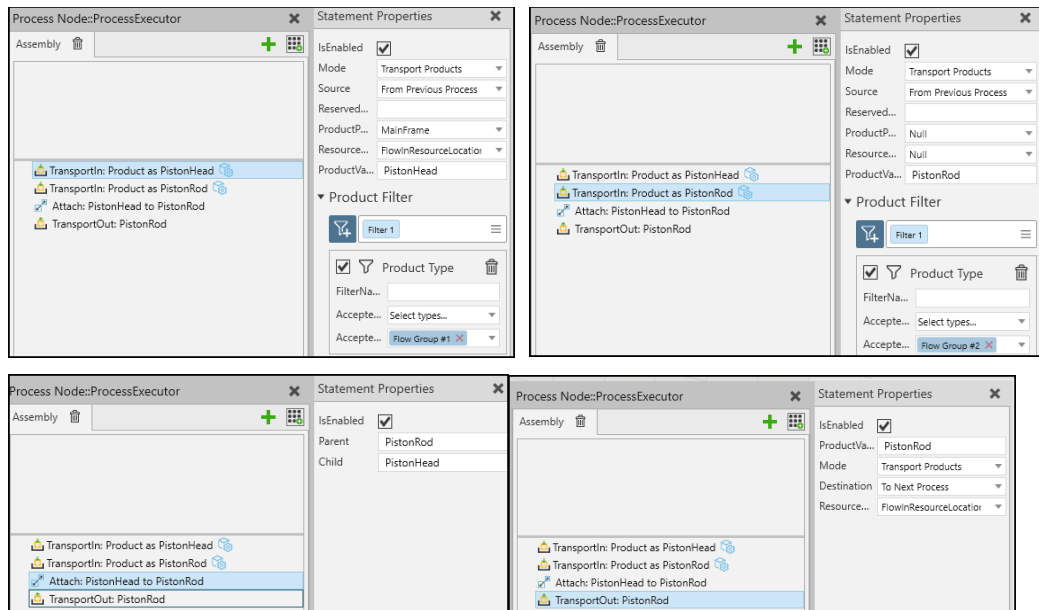 Process Node::ProcessExecutor
Assembly
TransportIn: Product as PistonHead
TransportIn: Product as PistonRod
Attach: PistonHead to PistonRod
TransportOut: PistonRod
Statement Properties
IsEnabled
Mode Transport Products
Source From Previous Process
Reserved...
ProductP... MainFrame
Resource... FlowInResourceLocation
ProductVa... PistonHead
Product Filter
Filter 1
Product Type
FilterNa...
Accepte... Select types...
Accepte... Flow Group #1
Process Node::ProcessExecutor
Assembly
TransportIn: Product as PistonHead
TransportIn: Product as PistonRod
Attach: PistonHead to PistonRod
TransportOut: PistonRod
Statement Properties
IsEnabled
Mode Transport Products
Source From Previous Process
Reserved...
ProductP... Null
Resource... Null
ProductVa... PistonRod
Product Filter
Filter 1
Product Type
FilterNa...
Accepte... Select types...
Accepte... Flow Group #2
Process Node::ProcessExecutor
Assembly
TransportIn: Product as PistonHead
TransportIn: Product as PistonRod
Attach: PistonHead to PistonRod
TransportOut: PistonRod
Statement Properties
IsEnabled
Parent PistonRod
Child PistonHead
Process Node::ProcessExecutor
Assembly
TransportIn: Product as PistonHead
TransportIn: Product as PistonRod
Attach: PistonHead to PistonRod
TransportOut: PistonRod
Statement Properties
IsEnabled
ProductVa... PistonRod
Mode Transport Products
Destination To Next Process
Resource... FlowInResourceLocation